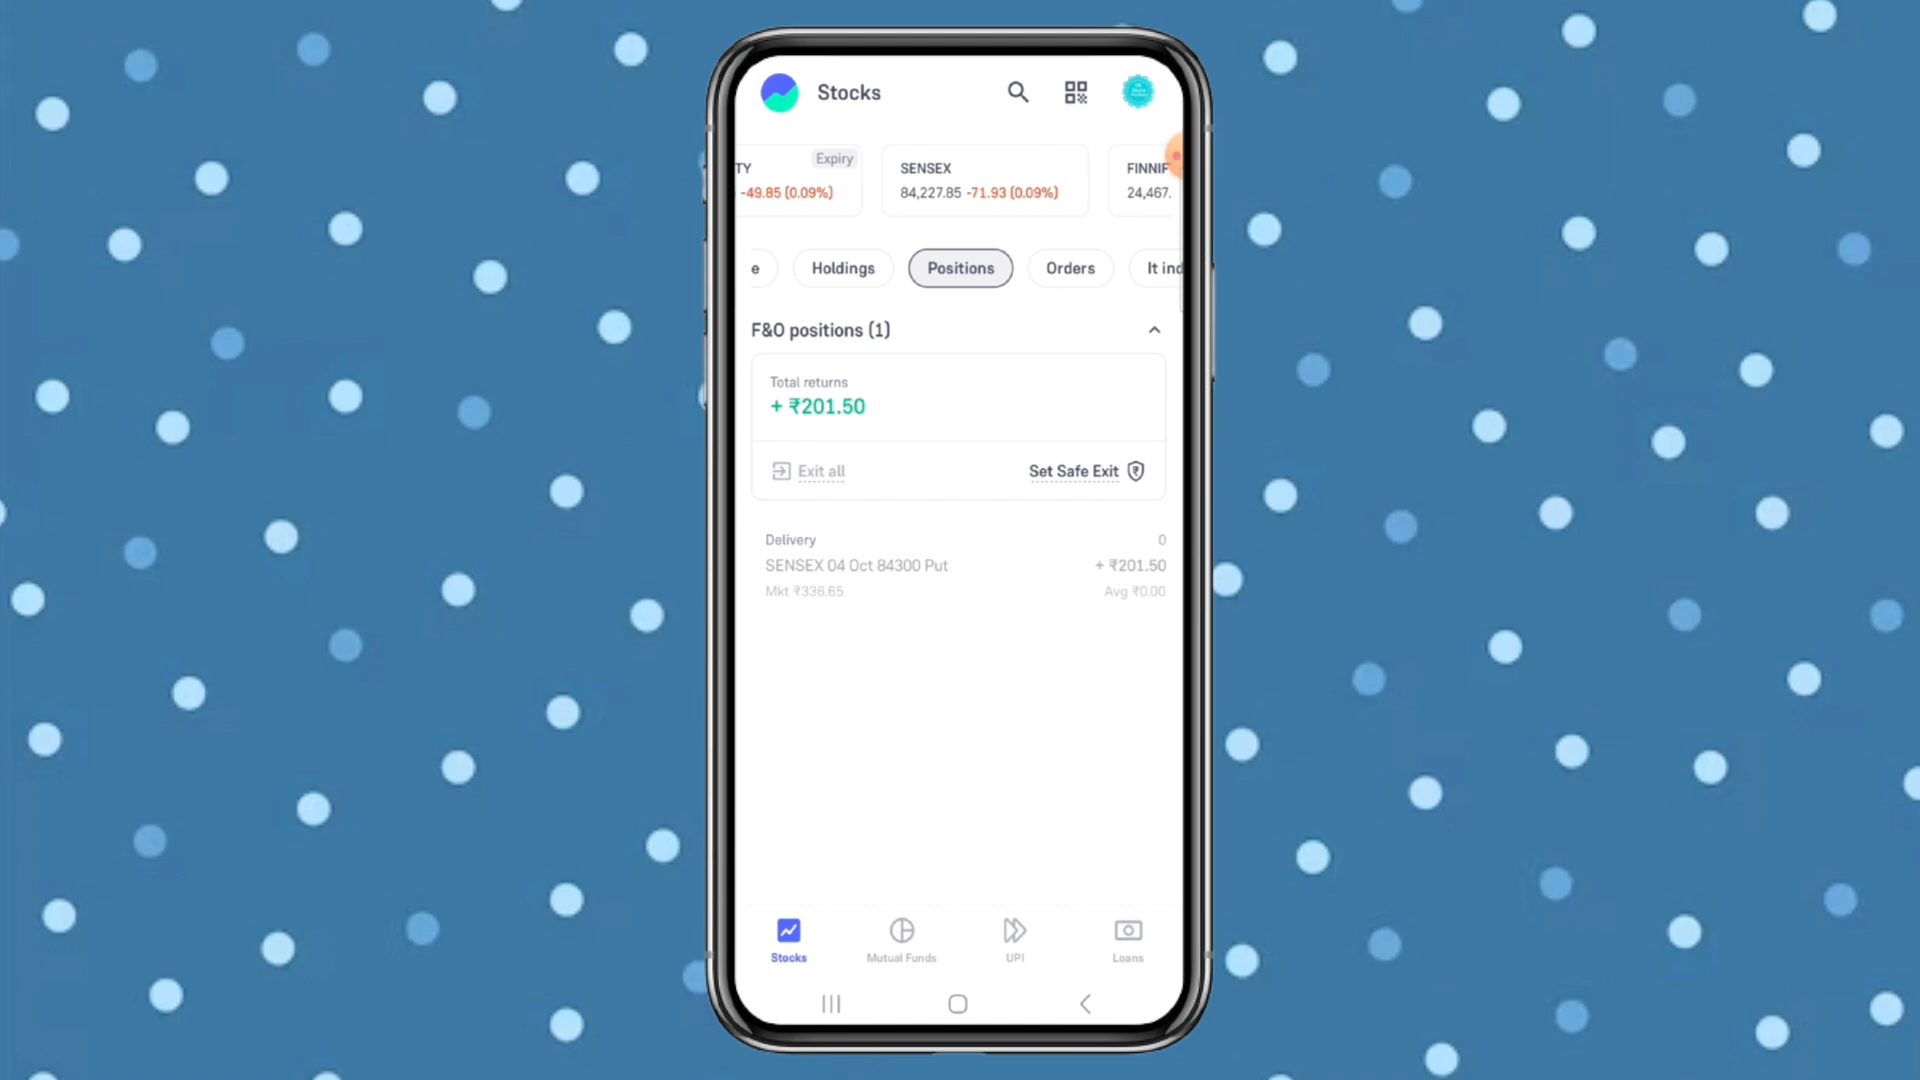 Stocks
TY
Expiry
-49.85 (0.09%)
SENSEX
84,227.85 -71.93 (0.09%)
FINNIF
24,467.
e
Holdings
Positions
Orders
It ind
F&O positions (1)
Total returns
+ ₹201.50
Exit all
Set Safe Exit
Delivery
0
SENSEX 04 Oct 84300 Put
+ ₹201.50
Mkt ₹336.65
Avg ₹0.00
Stocks
Mutual Funds
UPI
Loans